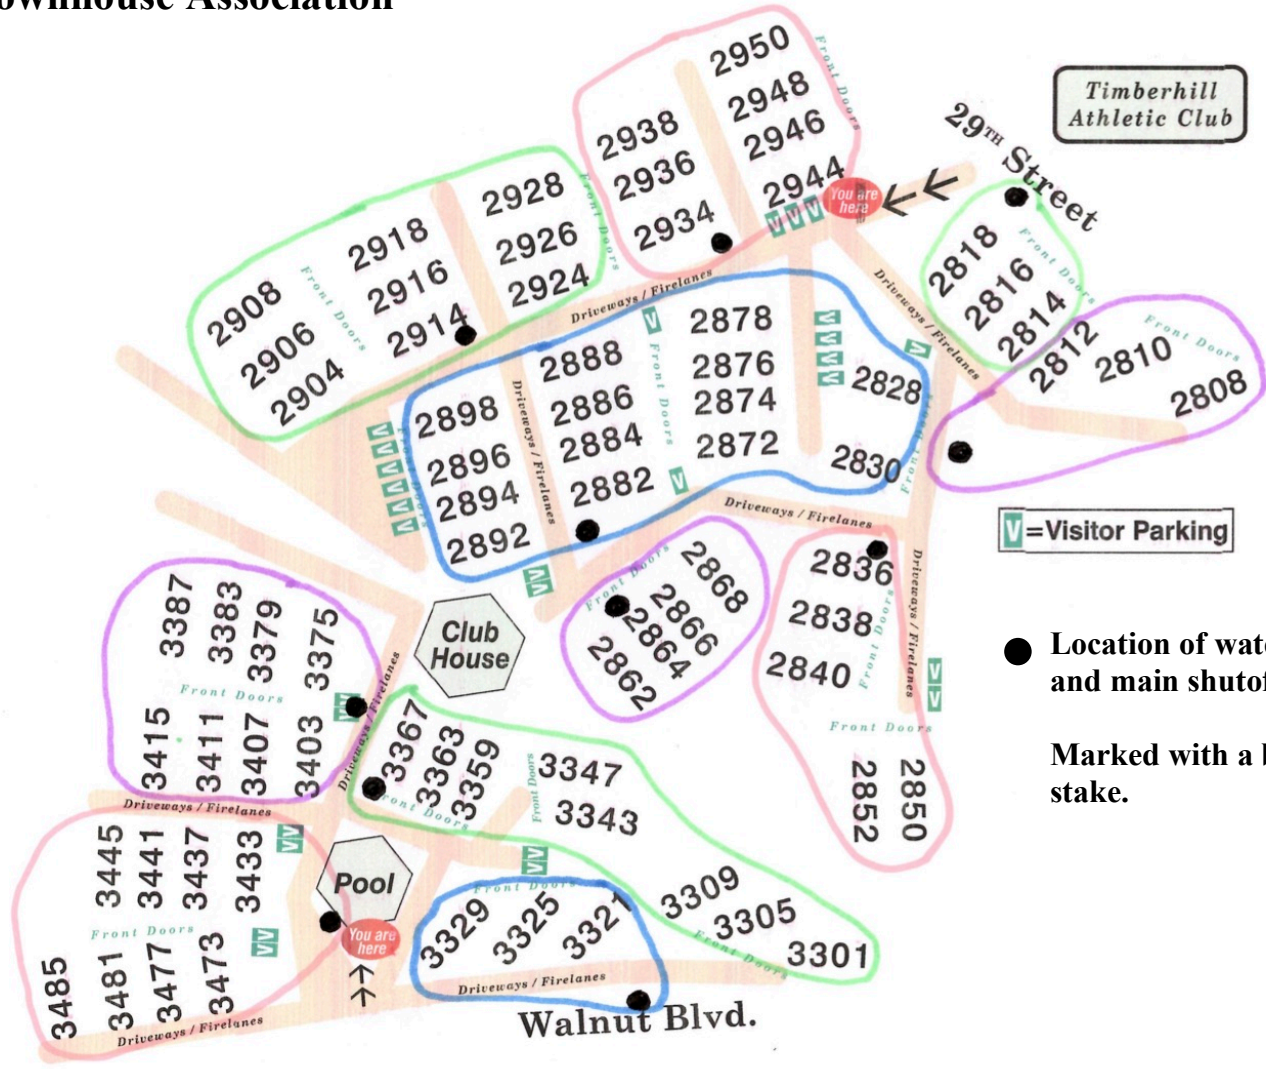 Association
2950
2948
2946
2944
Front Doors
2938
2936
2934
V V V
You are
here
29TH Street
Timberhill
Athletic Club
2928
2926
2924
Front Doors
2918
2916
2914
Front Doors
2908
2906
2904
Driveways / Firelanes
2818
2816
2814
Front Doors
Driveways / Firelanes
2812
2810
2808
Front Doors
V
2878
2876
2874
2872
V
Front Doors
V
2888
2886
2884
2882
Driveways / Firelanes
2898
2896
2894
2892
V V V V V
V V V V
2828
2830
Front Doors
V=Visitor Parking
Driveways / Firelanes
V V
Front Doors
2868
2866
2864
2862
2836
2838
2840
Front Doors
Driveways / Firelanes
V V
Front Doors
2852
2850
Location of
and main
Marked with a
stake.
Club
House
3387
3383
3379
3375
Front Doors
3415
3411
3407
3403
Driveways / Firelanes
Driveways / Firelanes
3367
3363
3359
Front Doors
Front Doors
3347
3343
V V
3309
3305
3301
Front Doors
3445
3441
3437
3433
V V
Front Doors
V V
3485
3481
3477
3473
Driveways / Firelanes
Pool
You are
here
Front Doors
3329
3325
3321
Driveways / Firelanes
Walnut Blvd.